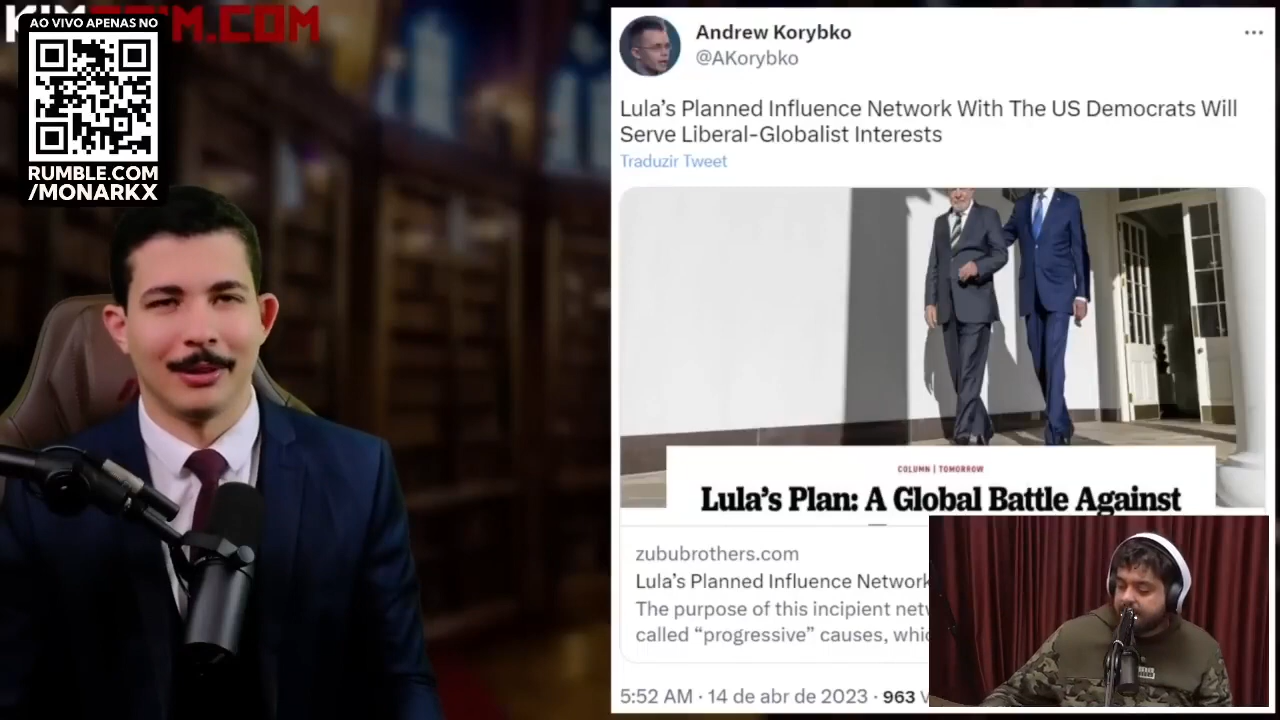 AO VIVO APENAS NO
RUMBLE.COM
/MONARKX
Andrew Korybko
@AKorybko
Lula’s Planned Influence Network With The US Democrats Will
Serve Liberal-Globalist Interests
Traduzir Tweet
COLUMN | TOMORROW
Lula’s Plan: A Global Battle Against
zububrothers.com
Lula’s Planned Influence Network
The purpose of this incipient
called “progressive” causes,
5:52 AM · 14 de abr de 2023 · 963